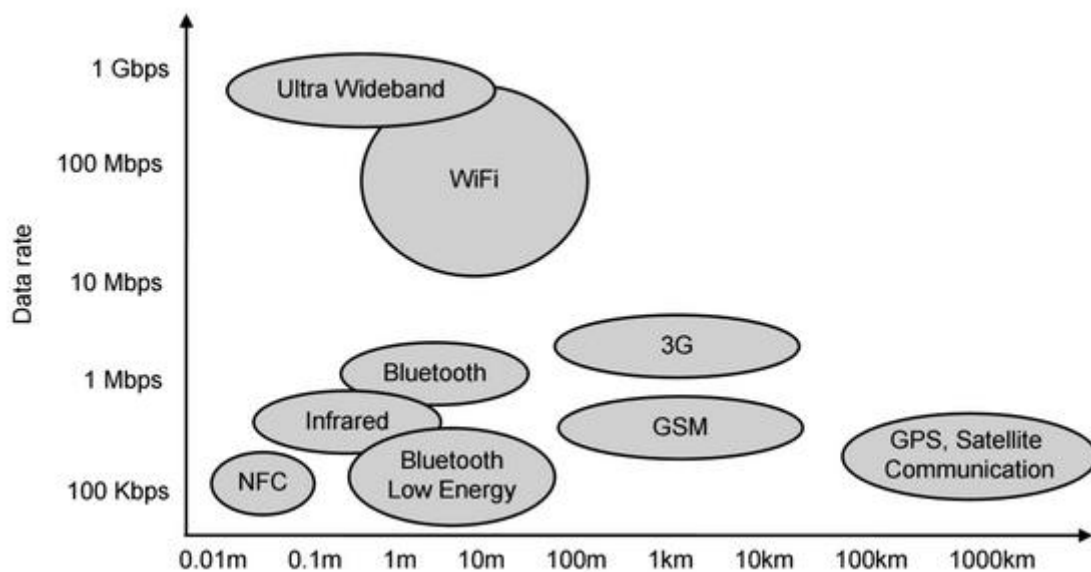 1 Gbps
Ultra Wideband
100 Mbps
WiFi
Data rate
10 Mbps
3G
1 Mbps
Bluetooth
Infrared
GSM
GPS, Satellite
Communication
Bluetooth
Low Energy
NFC
100 Kbps
0.01m 0.1m 1m 10m 100m 1km 10km 100km 1000km